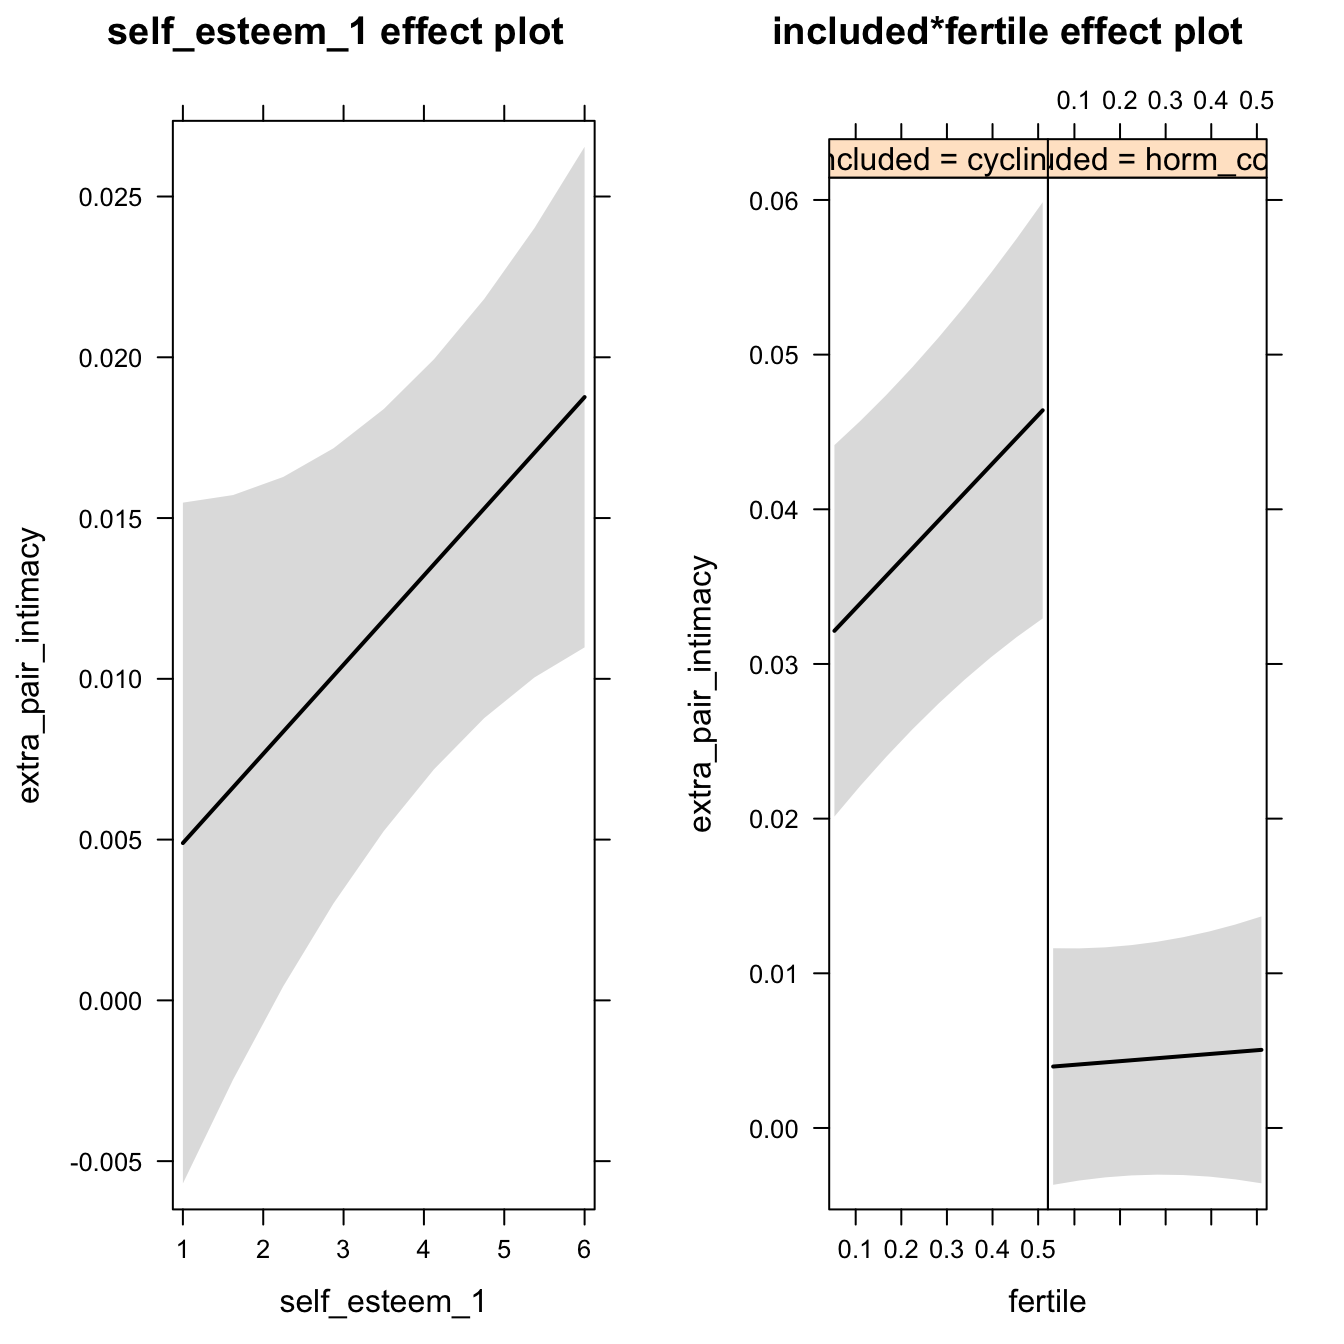 self_esteem_1 effect plot
extra_pair_intimacy
0.025
0.020
0.015
0.010
0.005
0.000
-0.005
1 2 3 4 5 6
self_esteem_1
included*fertile effect plot
0.1 0.2 0.3 0.4 0.5
ncluded = cyclin
uded = horm_co
extra_pair_intimacy
0.06
0.05
0.04
0.03
0.02
0.01
0.00
0.1 0.2 0.3 0.4 0.5
fertile